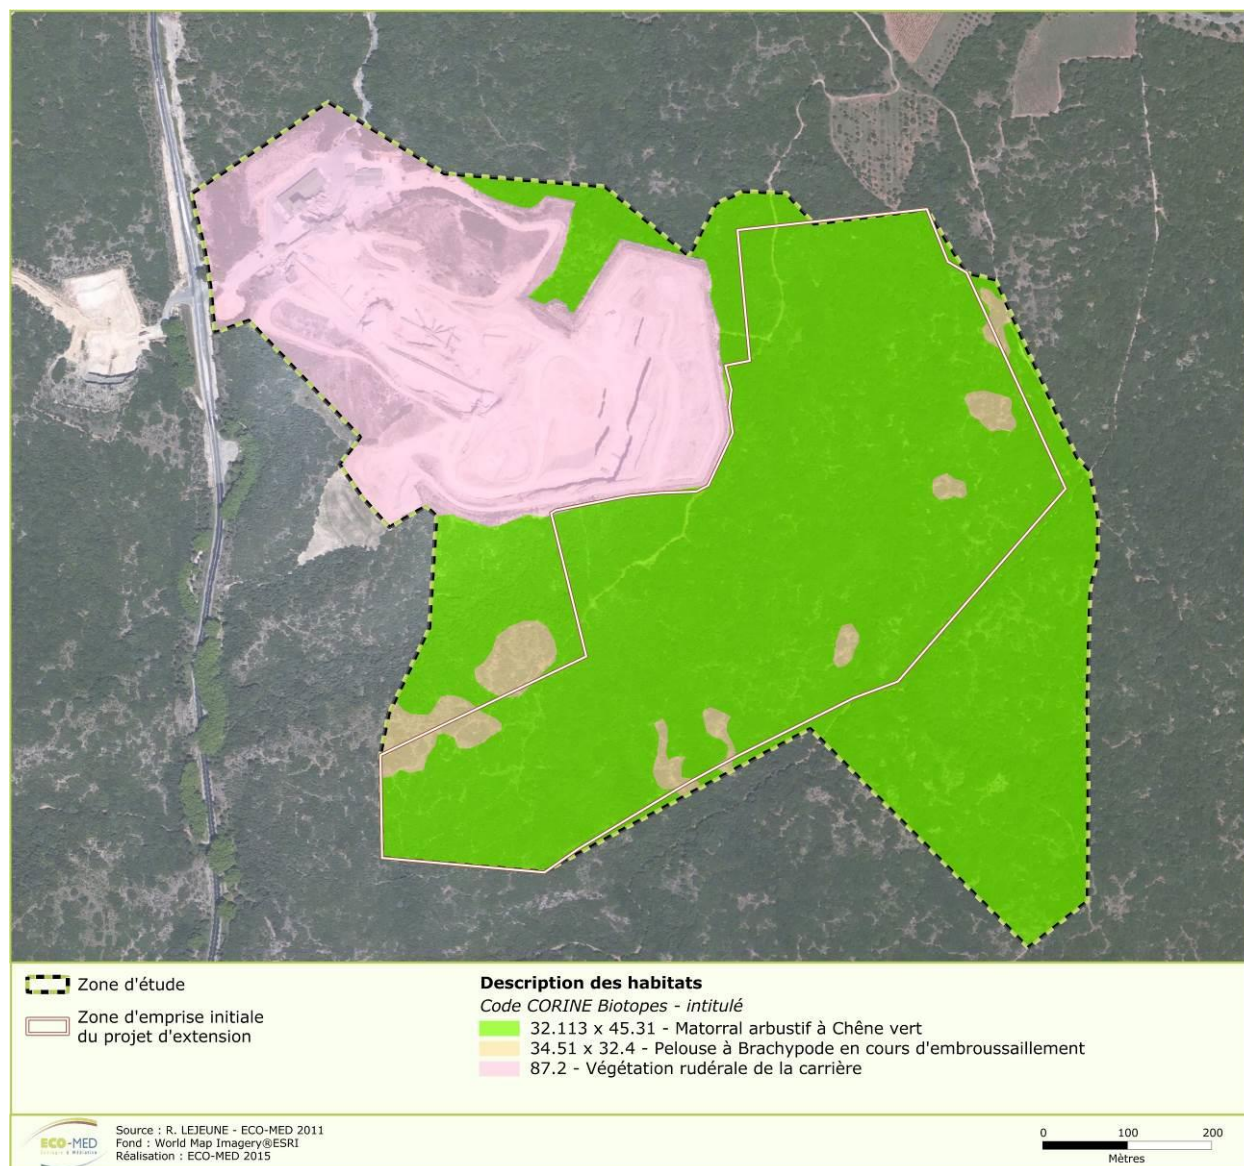 Zone d'étude
Zone d'emprise initiale
du projet d'extension
Description des habitats
Code CORINE Biotopes - intitulé
32.113 x 45.31 - Matorral arbustif à Chêne vert
34.51 x 32.4 - Pelouse à Brachypode en cours d'embroussaillement
87.2 - Végétation rudérale de la carrière
ECO-MED
Ecologie & Médiation
Source : R. LEJEUNE - ECO-MED 2011
Fond : World Map Imagery®ESRI
Réalisation : ECO-MED 2015
0 100 200
Mètres